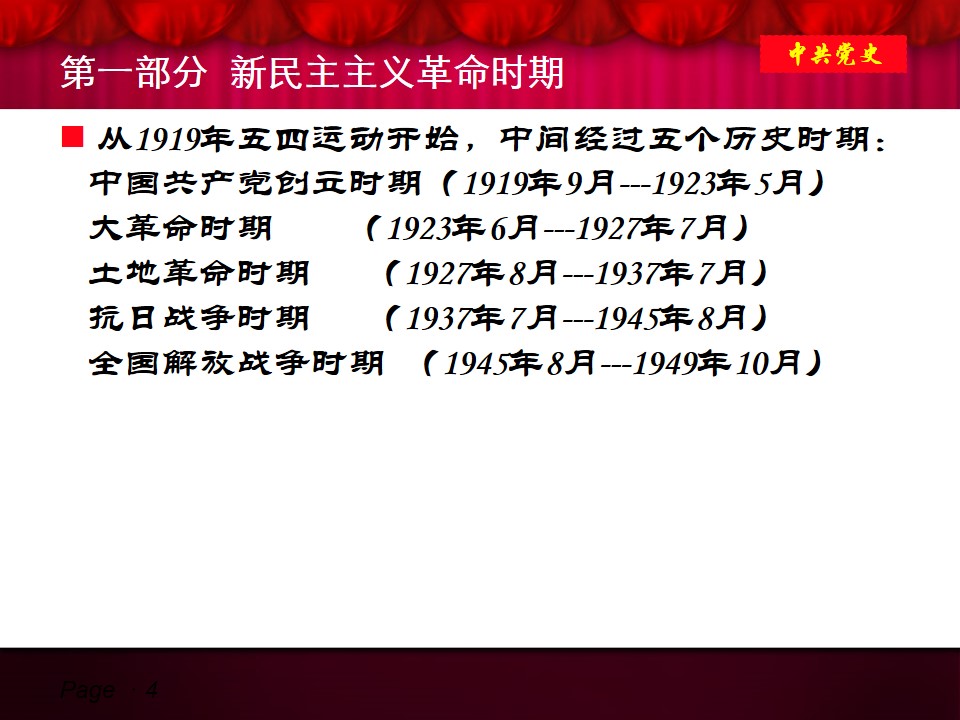 第一部分 新民主主义革命时期
中共党史
从1919年五四运动开始，中间经过五个历史时期：
中国共产党创立时期（1919年9月---1923年5月）
大革命时期 （1923年6月---1927年7月）
土地革命时期 （1927年8月---1937年7月）
抗日战争时期 （1937年7月---1945年8月）
全国解放战争时期 （1945年8月---1949年10月）
Page 4